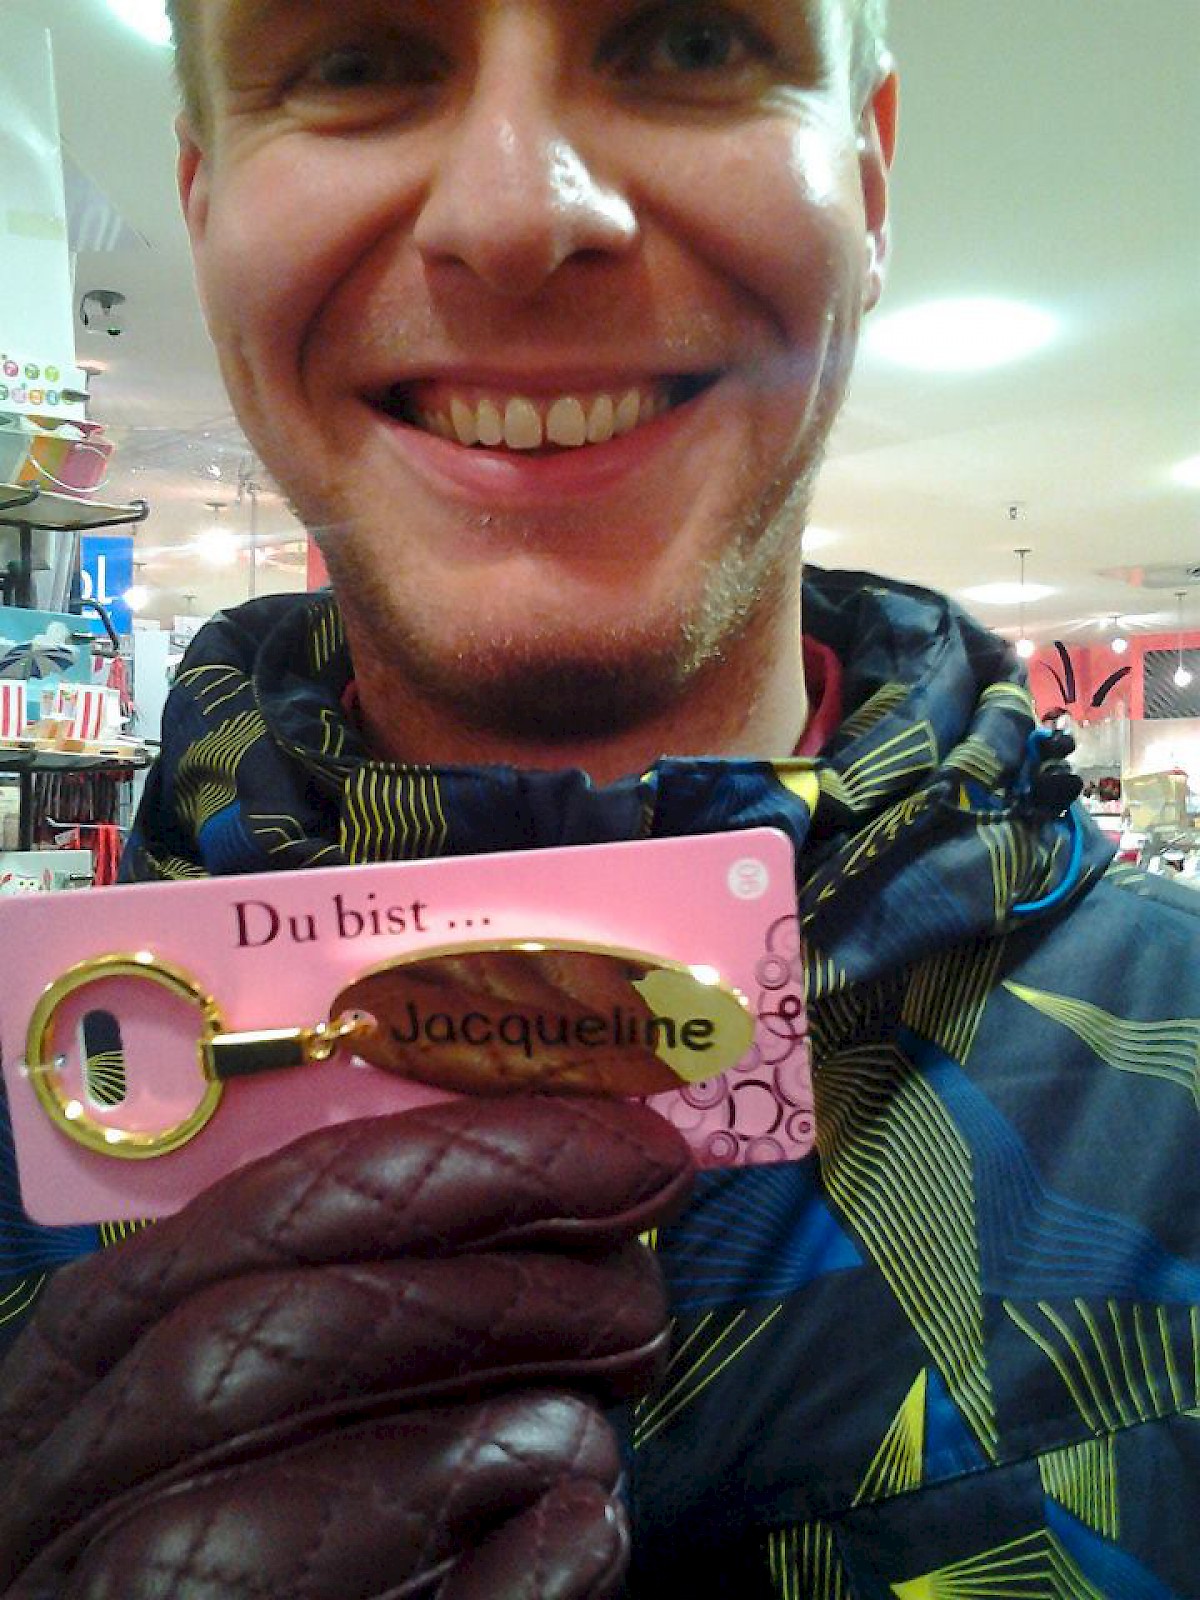 Du bist ...
Jacqueline